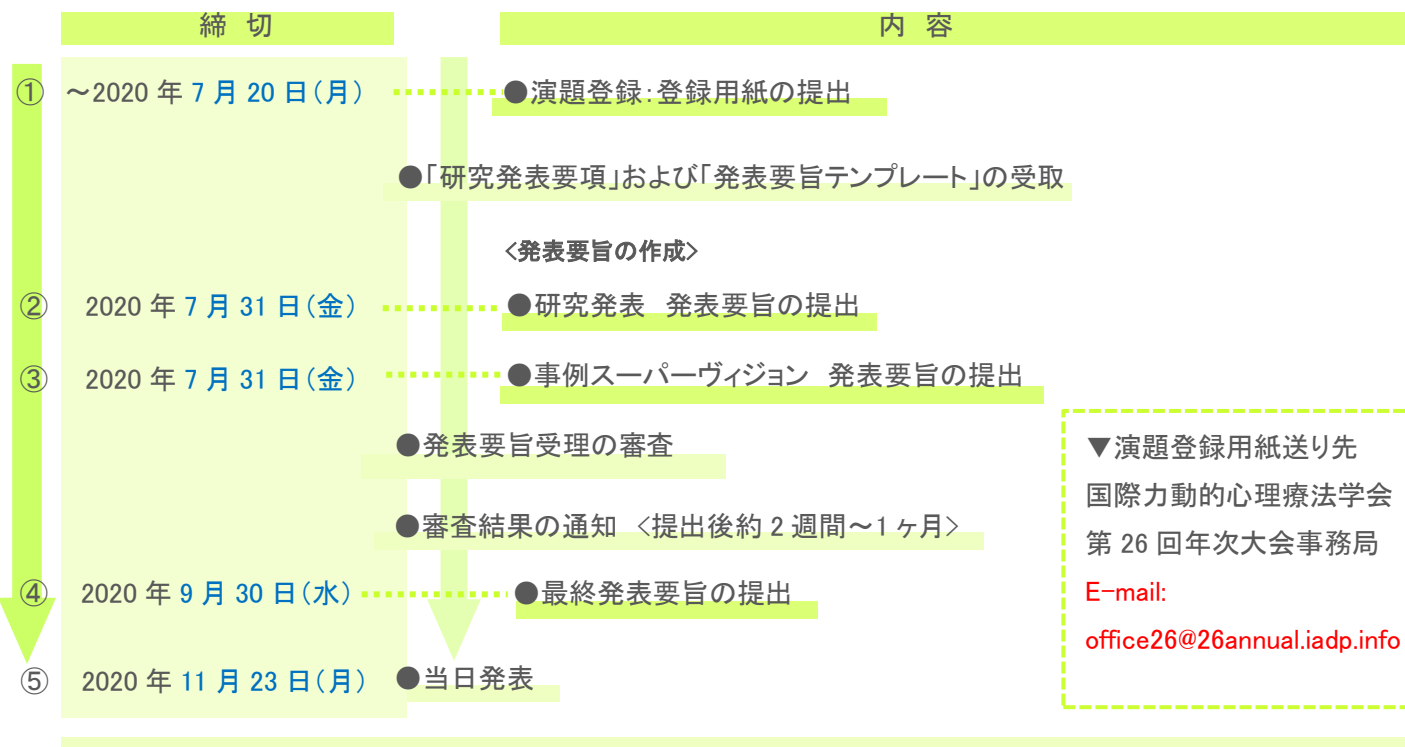 締 切 内 容
① ～2020 年 7 月 20 日（月） ●演題登録：登録用紙の提出
●「研究発表要項」および「発表要旨テンプレート」の受取
<発表要旨の作成>
② 2020 年 7 月 31 日（金） ●研究発表 発表要旨の提出
③ 2020 年 7 月 31 日（金） ●事例スーパーヴィジョン 発表要旨の提出
●発表要旨受理の審査
●審査結果の通知 <提出後約 2 週間～1 ヶ月>
④ 2020 年 9 月 30 日（水） ●最終発表要旨の提出
⑤ 2020 年 11 月 23 日（月） ●当日発表
▼演題登録用紙送り先
国際力動的心理療法学会
第 26 回年次大会事務局
E-mail:
office26@26annual.iadp.info